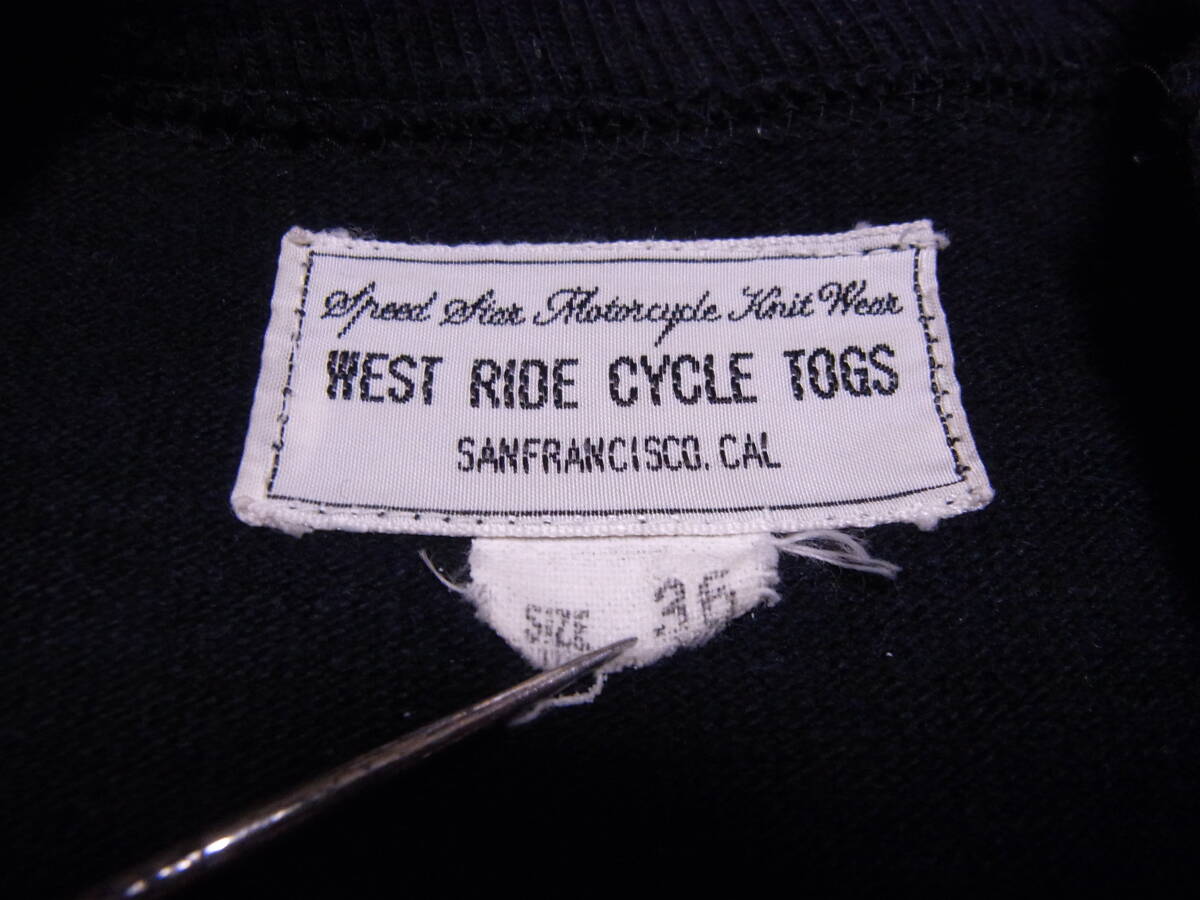 Speed Star Motorcycle Knit Wear
WEST RIDE CYCLE TOGS
SANFRANCISCO. CAL
SIZE 36